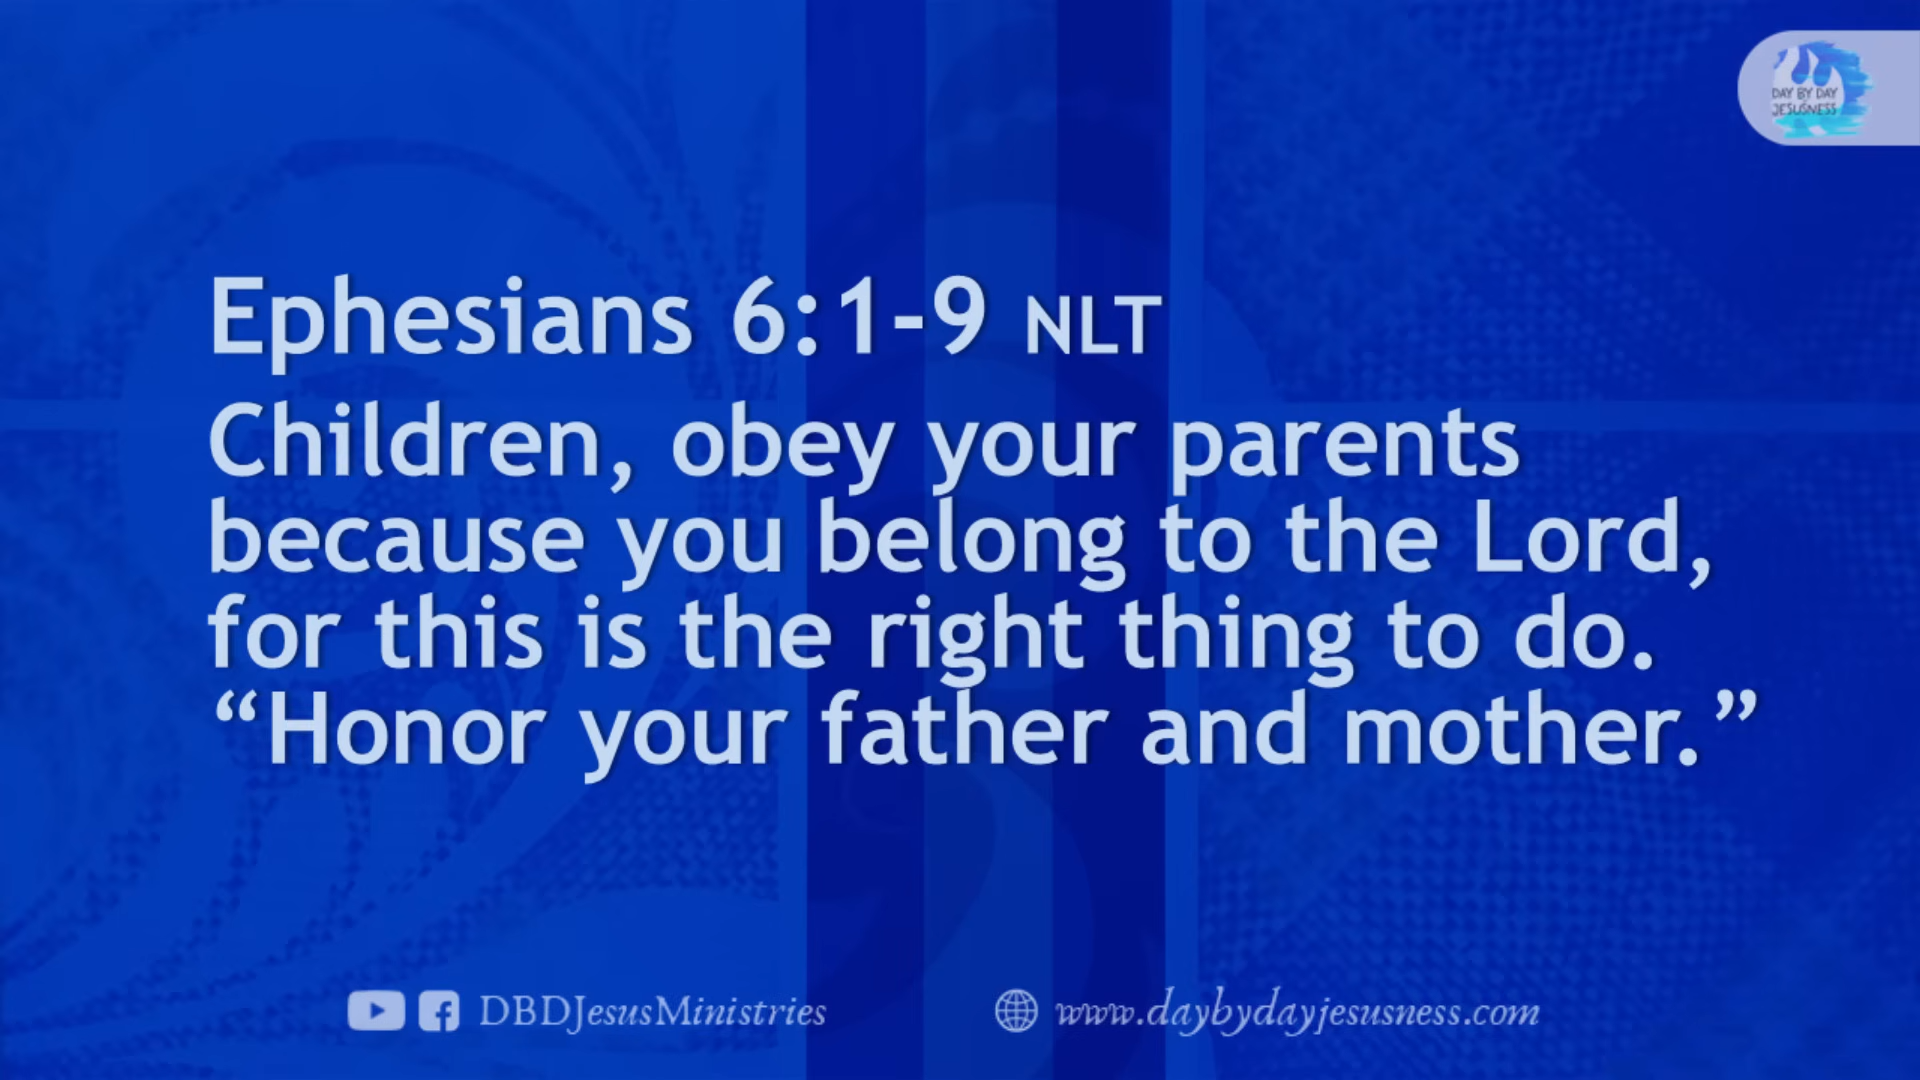 DAY BY DAY
JESUSNESS
Ephesians 6:1-9 NLT
Children, obey your parents
because you belong to the Lord,
for this is the right thing to do.
“Honor your father and mother.”
DBDJesusMinistries
www.daybydayjesusness.com